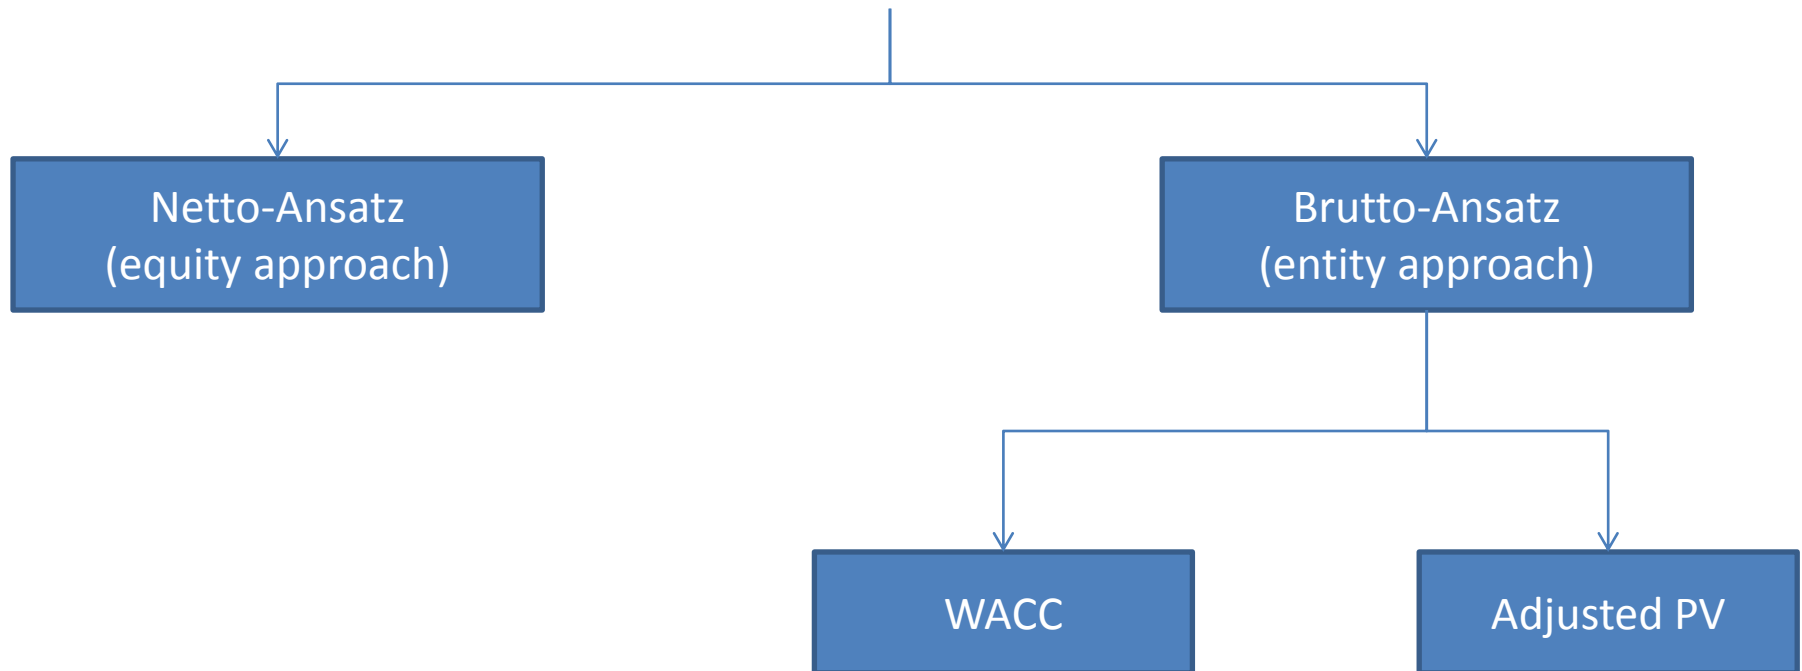 Netto-Ansatz
(equity approach)
Brutto-Ansatz
(entity approach)
WACC
Adjusted PV